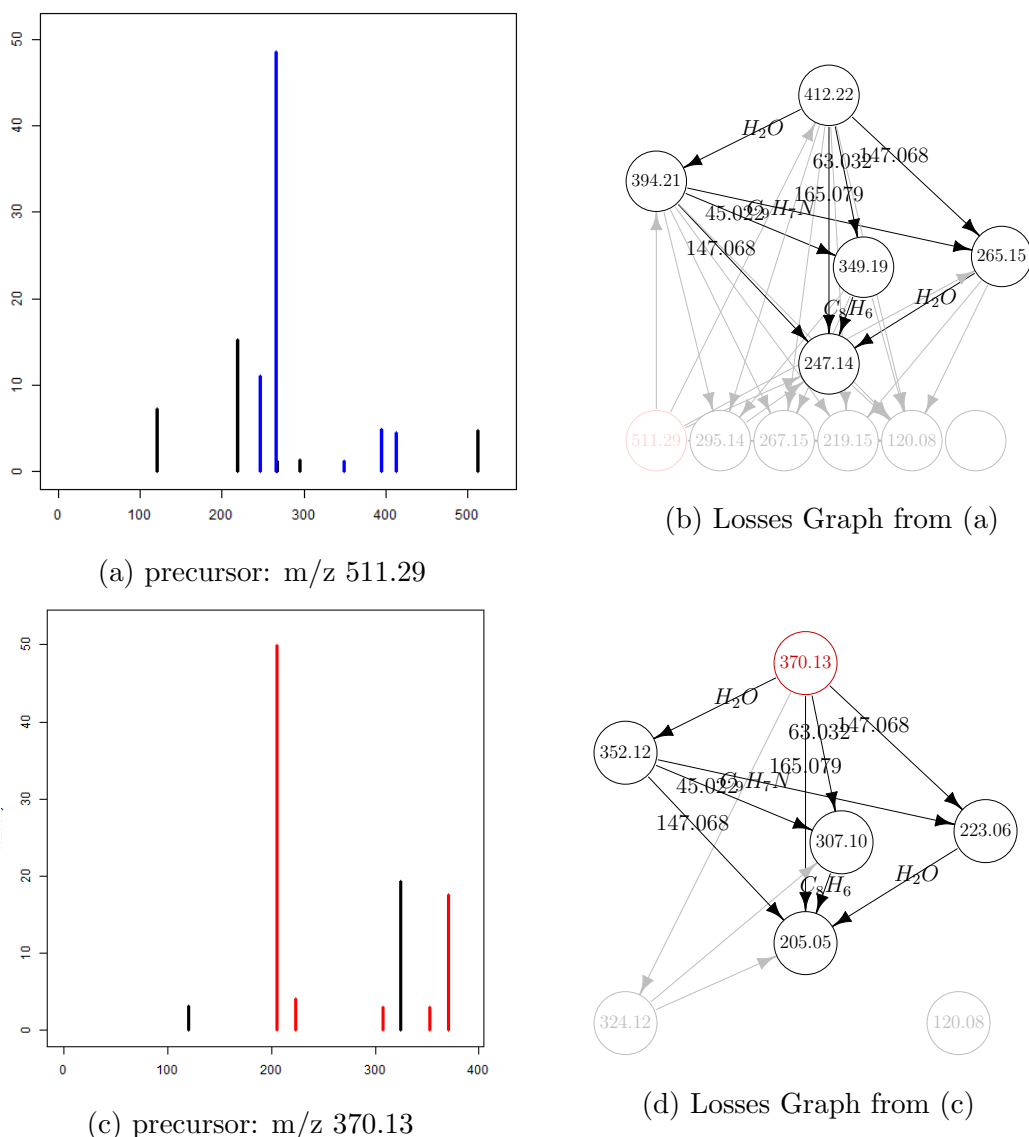 50
40
30
20
10
0
0 100 200 300 400 500
(a) precursor: m/z 511.29
412.22
H₂O
63.032
147.068
394.21
165.079
45.022
147.068
265.15
349.19
H₂O
C₈H₆
247.14
511.29 295.14 267.15 219.15 120.08
(b) Losses Graph from (a)
50
40
30
20
10
0
0 100 200 300 400
(c) precursor: m/z 370.13
370.13
H₂O
63.032
147.068
352.12
165.079
45.022
147.068
223.06
307.10
H₂O
C₈H₆
205.05
324.12 120.08
(d) Losses Graph from (c)